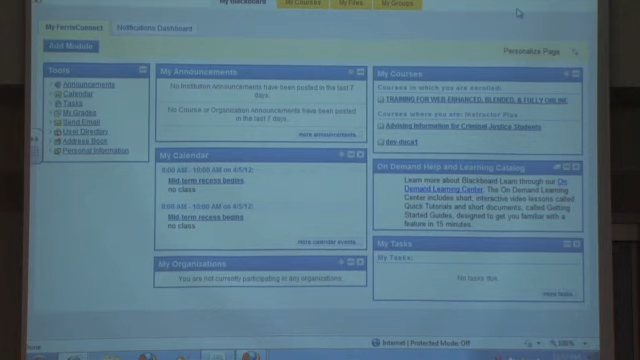 My Blackboard
My Courses
My Files
My Groups
My FerrisConnect
Notifications Dashboard
Add Module
Personalize Page
Tools
Announcements
Calendar
Tasks
My Grades
Send Email
User Directory
Address Book
Personal Information
My Announcements
No Institution Announcements have been posted in the last 7
days.
No Course or Organization Announcements have been posted
in the last 7 days.
more announcements...
My Calendar
8:00 AM - 10:00 AM on 4/5/12:
Mid-term recess begins
no class
8:00 AM - 10:00 AM on 4/5/12:
Mid-term recess begins
no class
more calendar events...
My Organizations
You are not currently participating in any organizations.
My Courses
Courses in which you are enrolled:
TRAINING FOR WEB-ENHANCED, BLENDED, & FULLY ONLINE
Courses where you are: Instructor Plus
Advising Information for Criminal Justice Students
On Demand Help and Learning Catalog
Learn more about Blackboard Learn through our On
Demand Learning Center. The On Demand Learning
Center includes short, interactive video lessons called
Quick Tutorials and short documents, called Getting
Started Guides, designed to get you familiar with a
feature in 15 minutes.
My Tasks
My Tasks:
No tasks due.
more tasks...
Done
Internet | Protected Mode: Off
100%